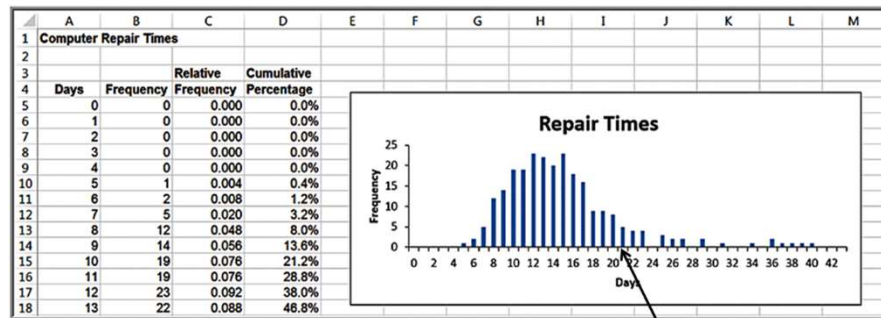 A B C D E F G H I J K L M
1 Computer Repair Times
2
3 Relative Cumulative
4 Days Frequency Frequency Percentage
5 0 0 0.000 0.0%
6 1 0 0.000 0.0%
7 2 0 0.000 0.0%
8 3 0 0.000 0.0%
9 4 0 0.000 0.0%
10 5 1 0.004 0.4%
11 6 2 0.008 1.2%
12 7 5 0.020 3.2%
13 8 12 0.048 8.0%
14 9 14 0.056 13.6%
15 10 19 0.076 21.2%
16 11 19 0.076 28.8%
17 12 23 0.092 38.0%
18 13 22 0.088 46.8%
Repair Times
Frequency
25
20
15
10
5
0
0 2 4 6 8 10 12 14 16 18 20 22 24 26 28 30 32 34 36 38 40 42
Days